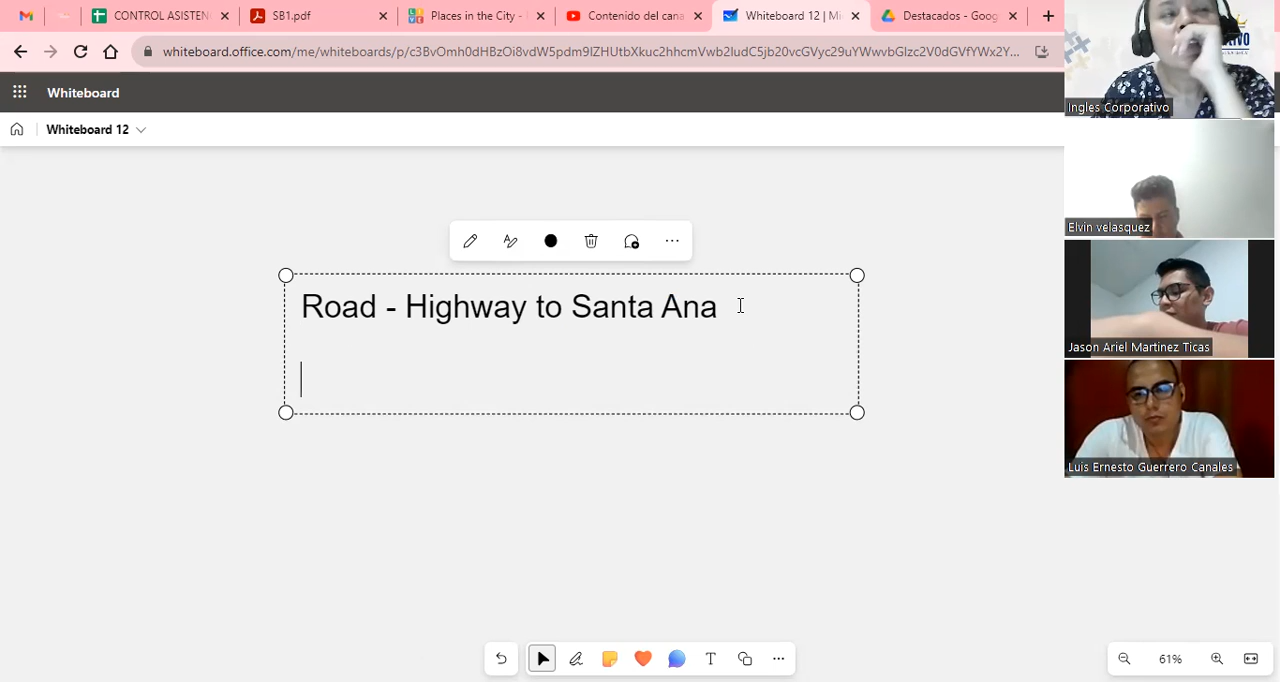 CONTROL ASISTEN
SB1.pdf
Places in the City -
Contenido del cana
Whiteboard 12 | Mi
Destacados - Goog
whiteboard.office.com/me/whiteboards/p/c3BvOmh0dHBzOi8vdW5pdm9IZHUtbXkuc2hhcmVwb2ludC5jb20vcGVyc29uYWwvbGlzc2V0dGVfYWx2Y...
Whiteboard
Whiteboard 12
Road - Highway to Santa Ana
Ingles Corporativo
Elvin velasquez
Jason Ariel Martinez Ticas
Luis Ernesto Guerrero Canales
61%